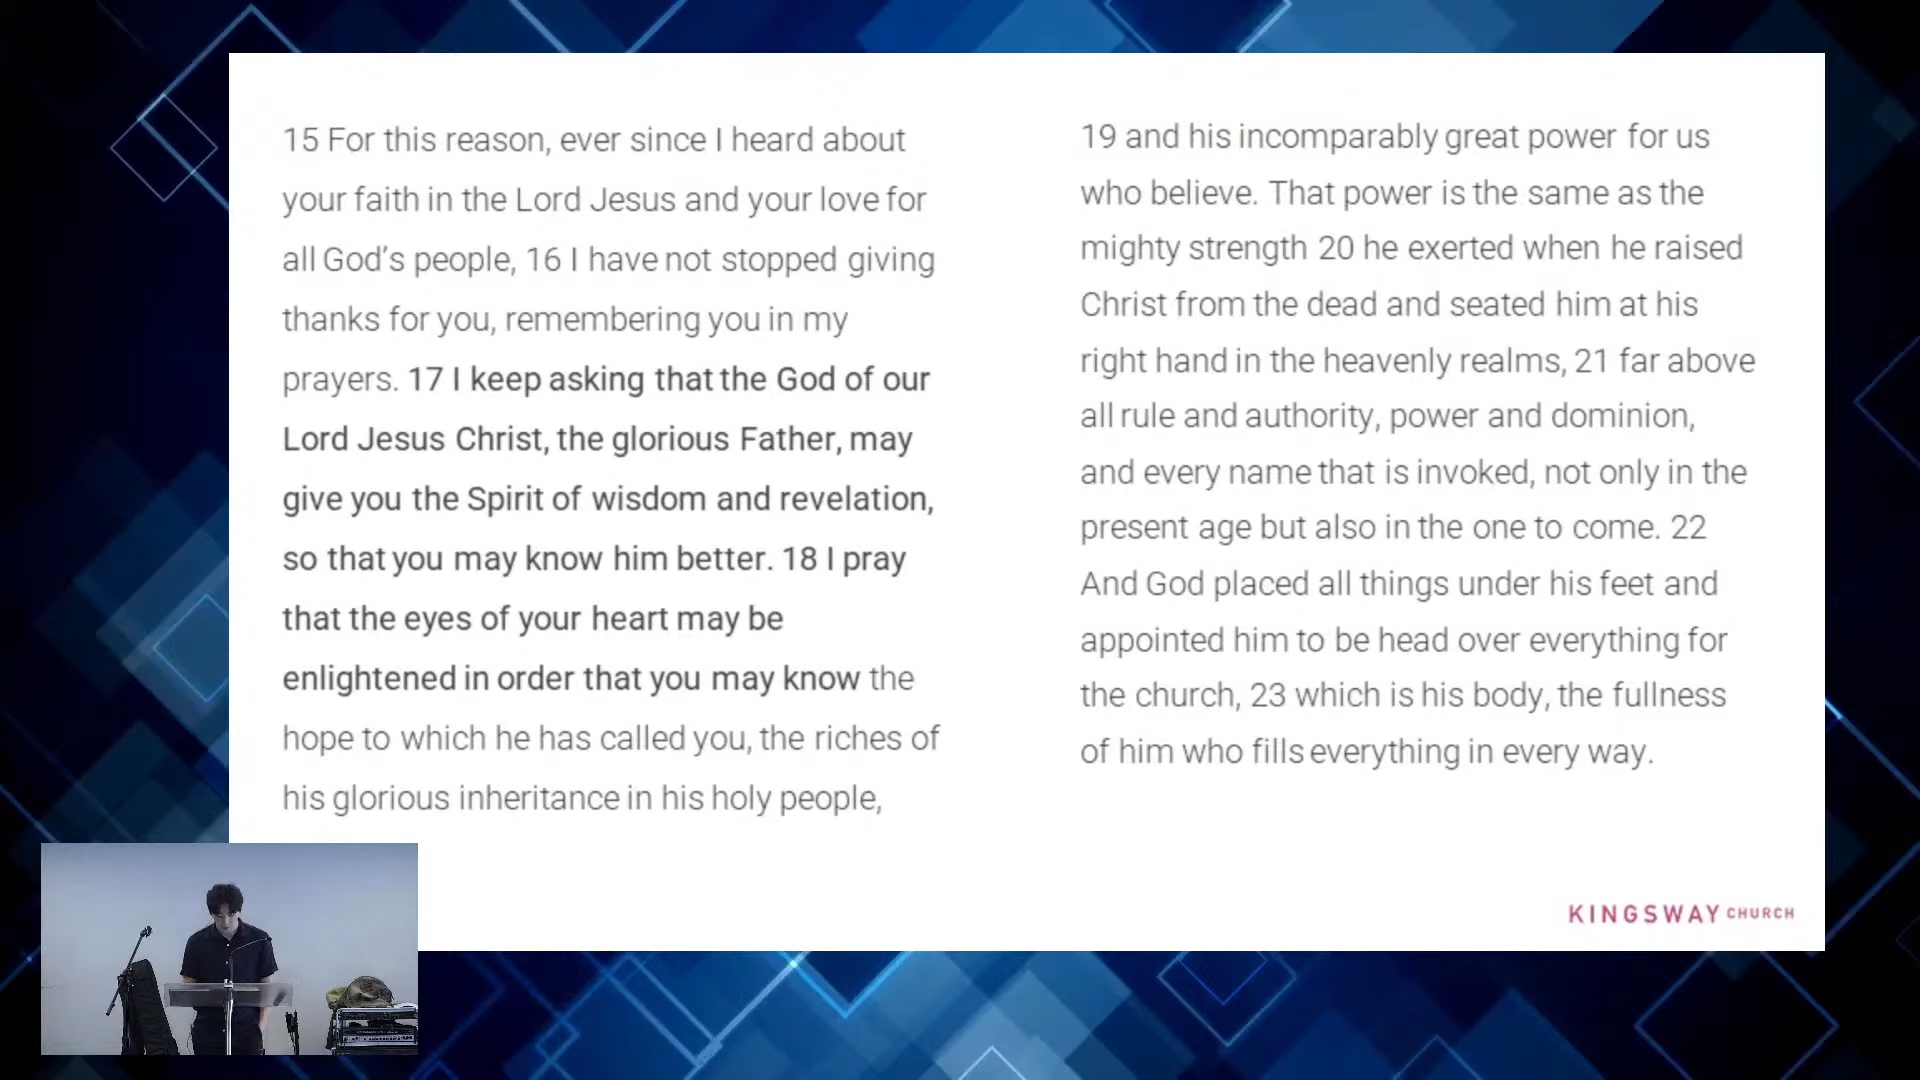 15 For this reason, ever since I heard about
your faith in the Lord Jesus and your love for
all God’s people, 16 I have not stopped giving
thanks for you, remembering you in my
prayers. 17 I keep asking that the God of our
Lord Jesus Christ, the glorious Father, may
give you the Spirit of wisdom and revelation,
so that you may know him better. 18 I pray
that the eyes of your heart may be
enlightened in order that you may know the
hope to which he has called you, the riches of
his glorious inheritance in his holy people,
19 and his incomparably great power for us
who believe. That power is the same as the
mighty strength 20 he exerted when he raised
Christ from the dead and seated him at his
right hand in the heavenly realms, 21 far above
all rule and authority, power and dominion,
and every name that is invoked, not only in the
present age but also in the one to come. 22
And God placed all things under his feet and
appointed him to be head over everything for
the church, 23 which is his body, the fullness
of him who fills everything in every way.
KINGSWAY CHURCH